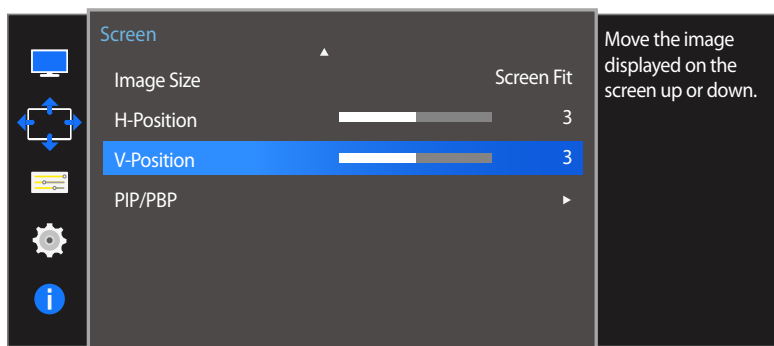 Screen
Image Size Screen Fit
H-Position 3
V-Position 3
PIP/PBP
Move the image
displayed on the
screen up or down.